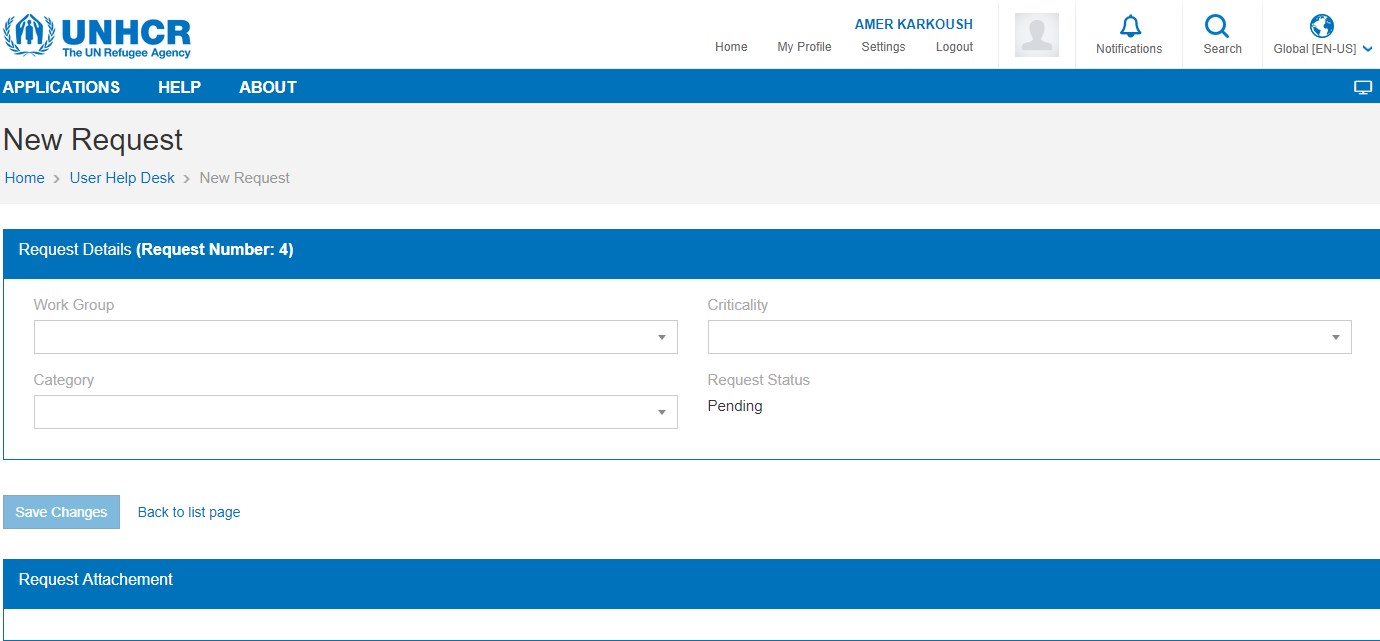 UNHCR
The UN Refugee Agency
AMER KARKOUSH
Home My Profile Settings Logout
Notifications
Search
Global [EN-US]
APPLICATIONS HELP ABOUT
New Request
Home > User Help Desk > New Request
Request Details (Request Number: 4)
Work Group
Criticality
Category
Request Status
Pending
Save Changes Back to list page
Request Attachement